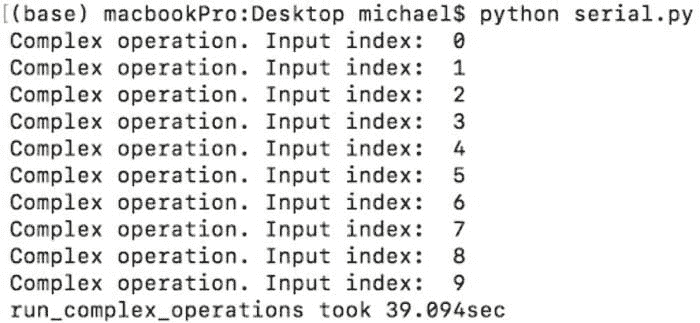 [(base) macbookPro:Desktop michael$ python serial.py
Complex operation. Input index:  0
Complex operation. Input index:  1
Complex operation. Input index:  2
Complex operation. Input index:  3
Complex operation. Input index:  4
Complex operation. Input index:  5
Complex operation. Input index:  6
Complex operation. Input index:  7
Complex operation. Input index:  8
Complex operation. Input index:  9
run_complex_operations took 39.094sec